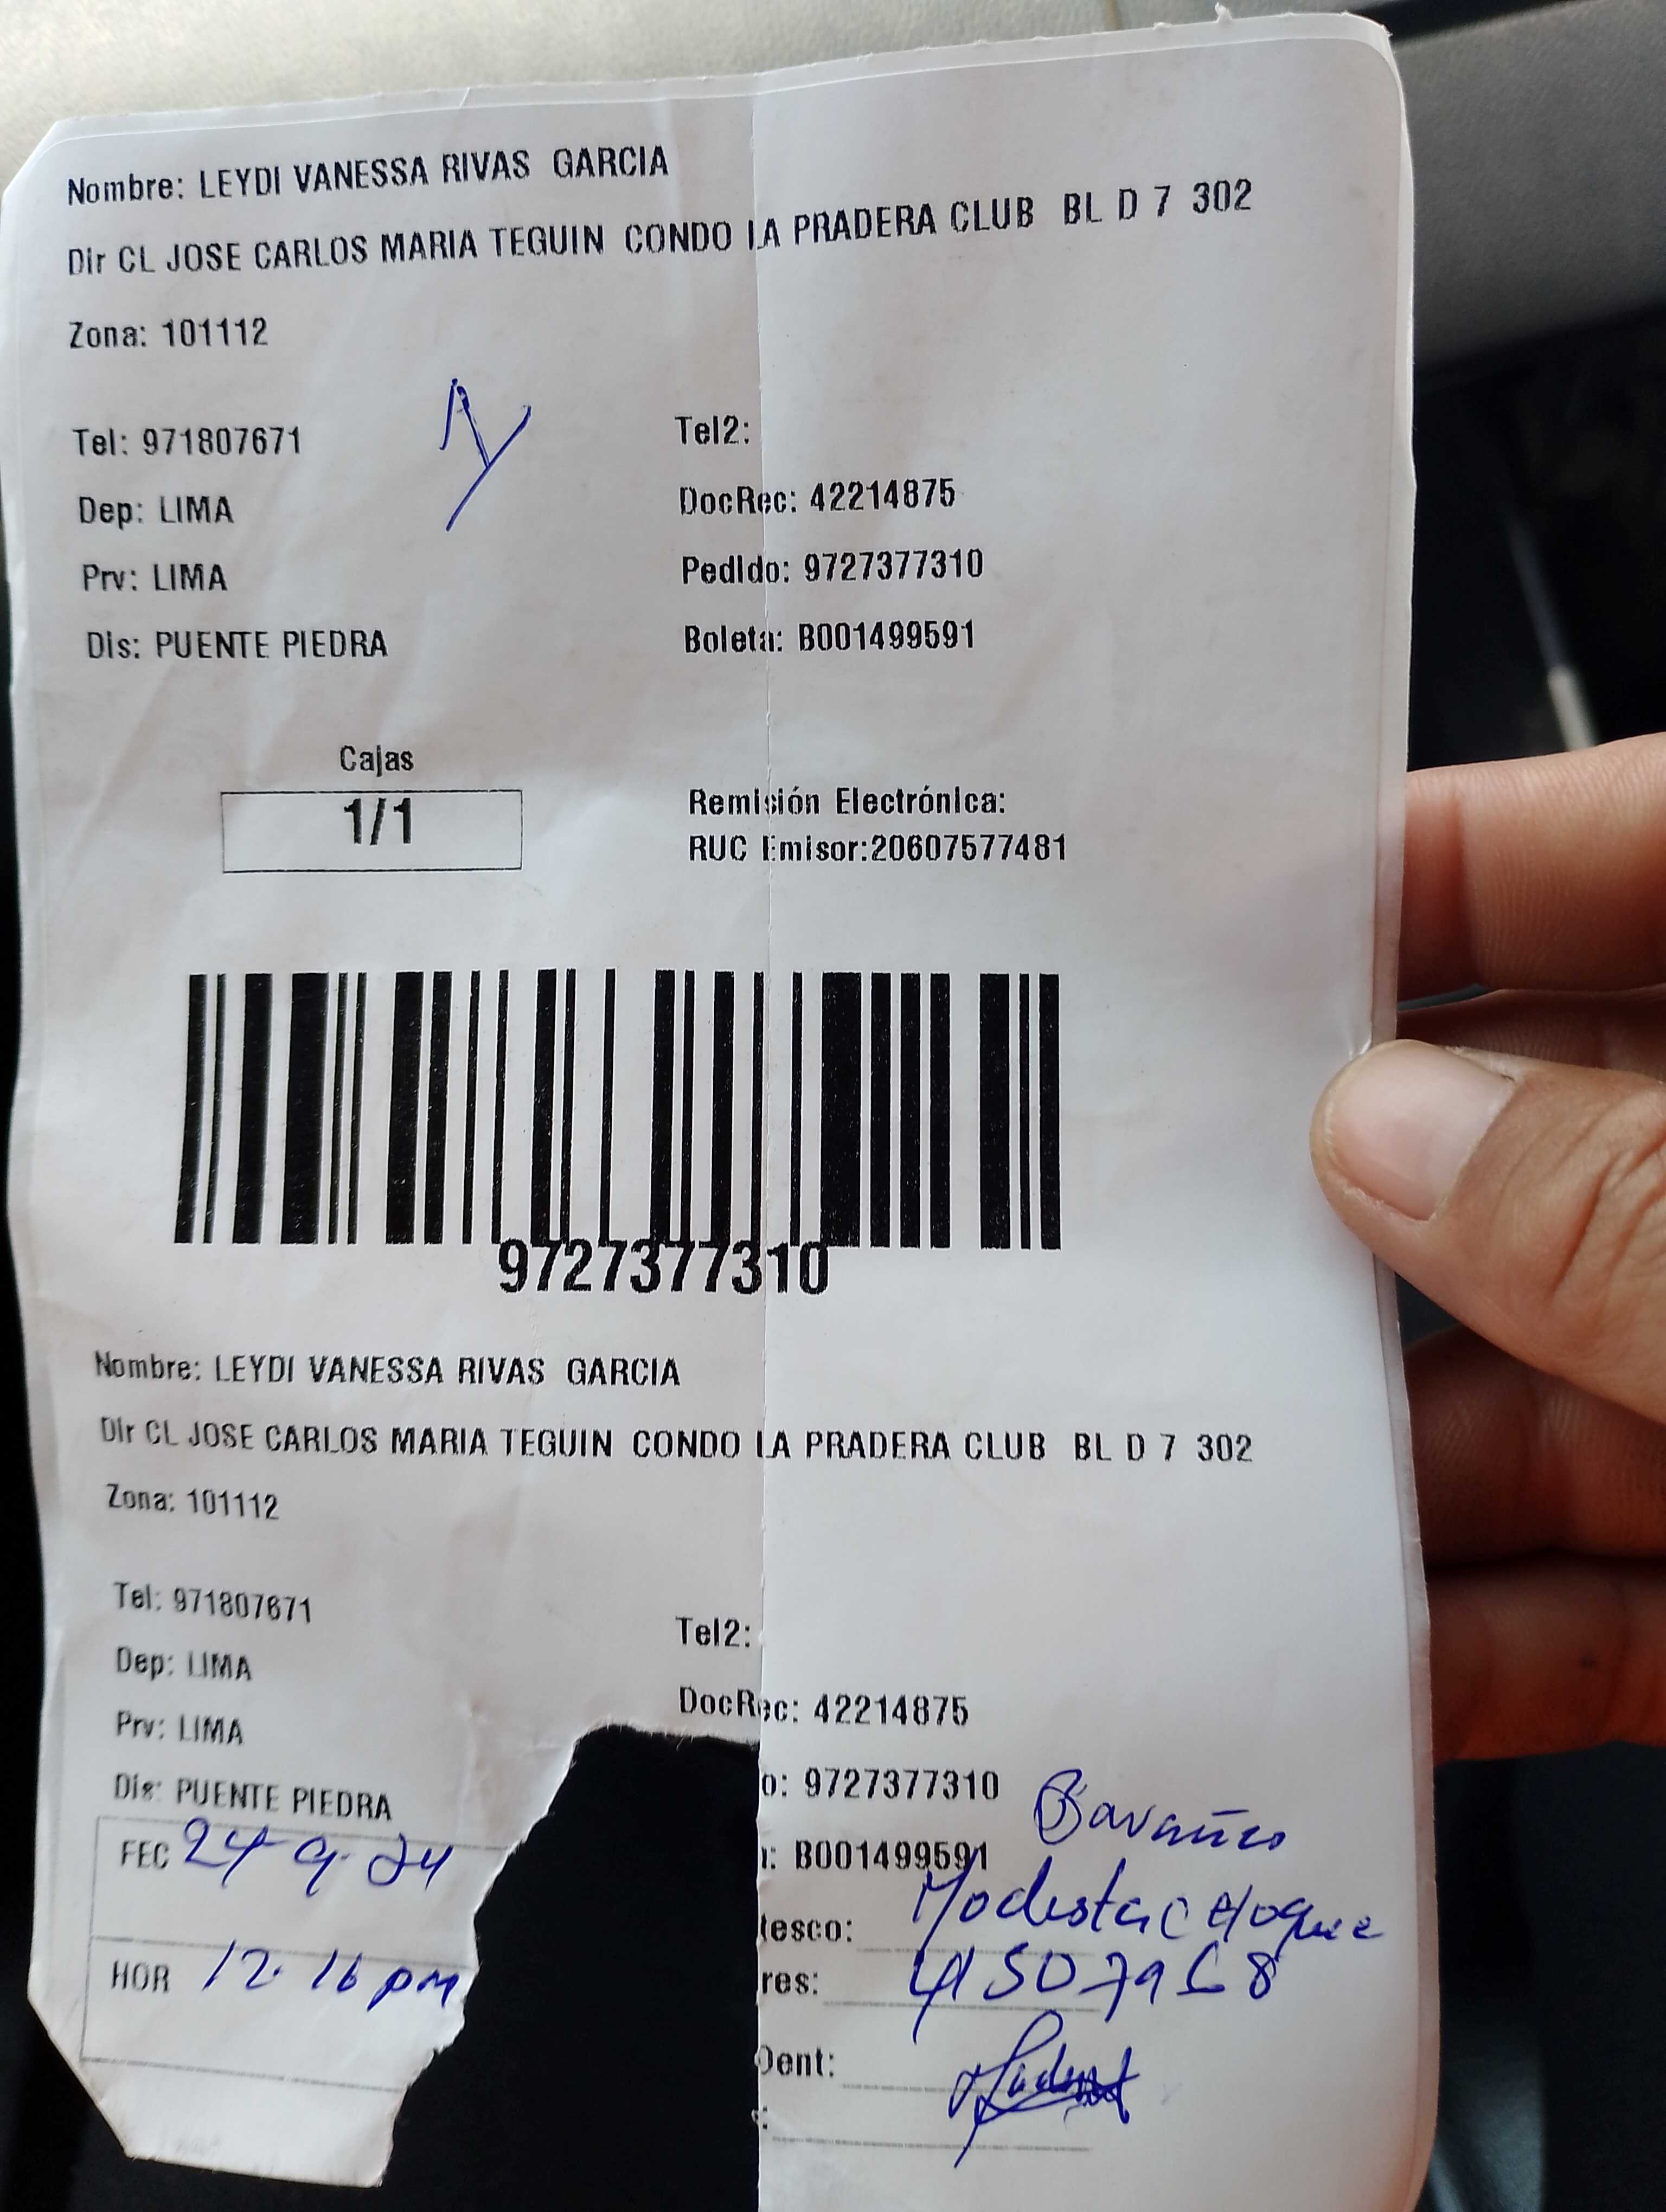 Nombre: LEYDI VANESSA RIVAS GARCIA
Dir CL JOSE CARLOS MARIA TEGUIN CONDO LA PRADERA CLUB BL D 7 302
Zona: 101112
Tel: 971807671 Tel2:
Dep: LIMA DocRec: 42214875
Prv: LIMA Pedido: 9727377310
Dis: PUENTE PIEDRA Boleta: B001499591
Cajas
1/1
Remisión Electrónica:
RUC Emisor:20607577481
9727377310
Nombre: LEYDI VANESSA RIVAS GARCIA
Dir CL JOSE CARLOS MARIA TEGUIN CONDO LA PRADERA CLUB BL D 7 302
Zona: 101112
Tel: 971807671 Tel2:
Dep: LIMA DocRec: 42214875
Prv: LIMA o: 9727377310
Dis: PUENTE PIEDRA : B001499591
FEC 24-9-24
tesco: Modesta C
HOR 12:16 pm
res:
Dent:
: